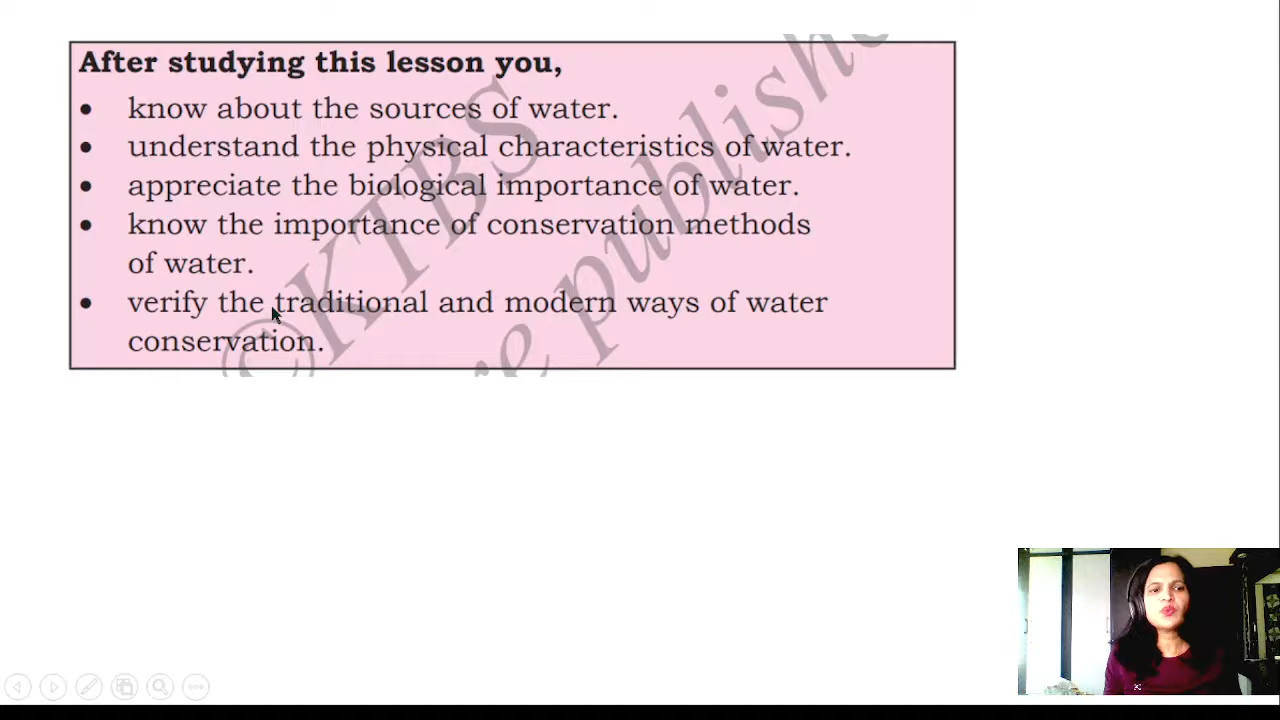 After studying this lesson you,
• know about the sources of water.
• understand the physical characteristics of water.
• appreciate the biological importance of water.
• know the importance of conservation methods
of water.
• verify the traditional and modern ways of water
conservation.
©KTBS